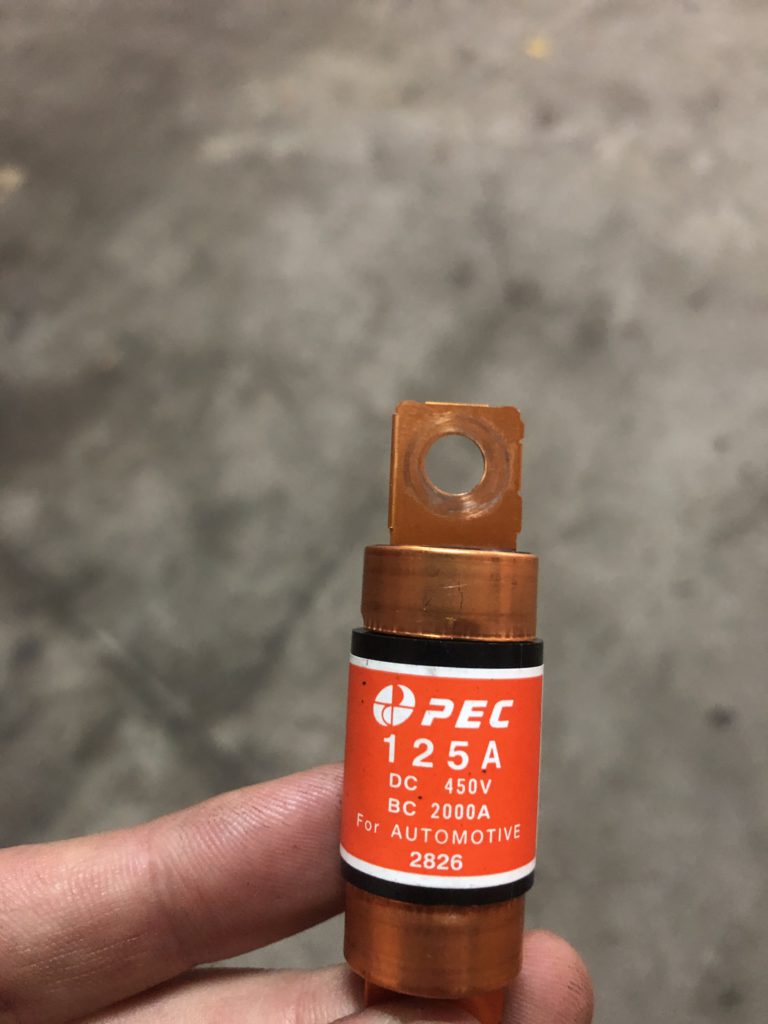 PEC
125A
DC 450V
BC 2000A
For AUTOMOTIVE
2826